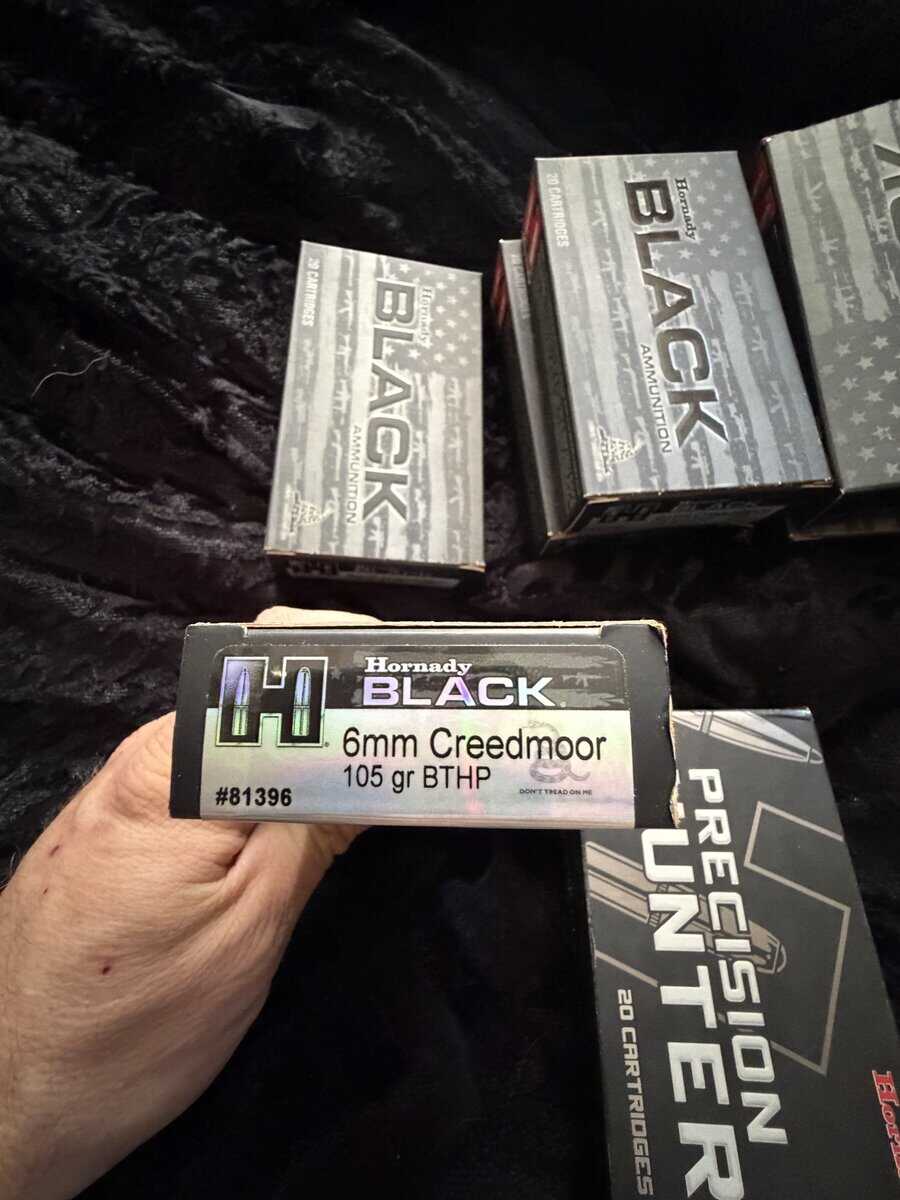 20 CARTRIDGES
Hornady
BLACK
AMMUNITION
20 CARTRIDGES
Hornady
BLACK
AMMUNITION
H
Hornady
BLACK
6mm Creedmoor
105 gr BTHP
#81396
DON'T TREAD ON ME
PRECISION
UNTER
20 CARTRIDGES